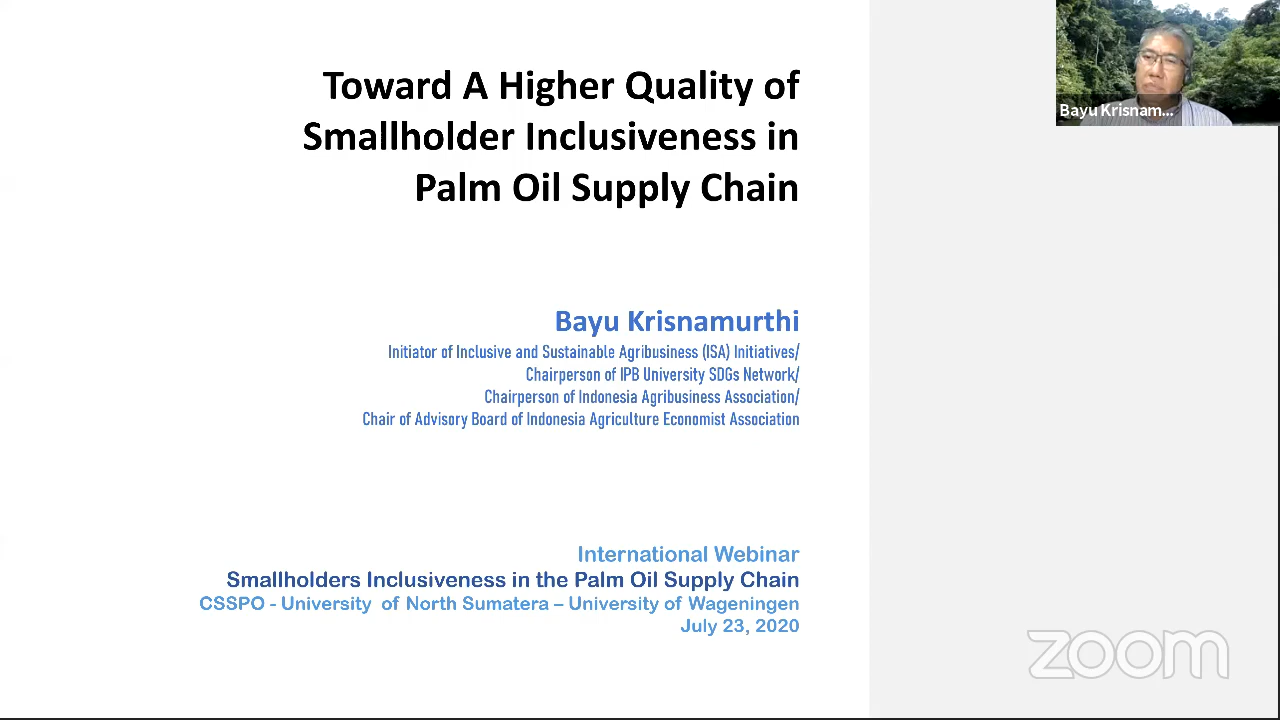 Toward A Higher Quality of
Smallholder Inclusiveness in
Palm Oil Supply Chain
Bayu Krisnam...
Bayu Krisnamurthi
Initiator of Inclusive and Sustainable Agribusiness (ISA) Initiatives/
Chairperson of IPB University SDGs Network/
Chairperson of Indonesia Agribusiness Association/
Chair of Advisory Board of Indonesia Agriculture Economist Association
International Webinar
Smallholders Inclusiveness in the Palm Oil Supply Chain
CSSPO - University of North Sumatera – University of Wageningen
July 23, 2020
zoom